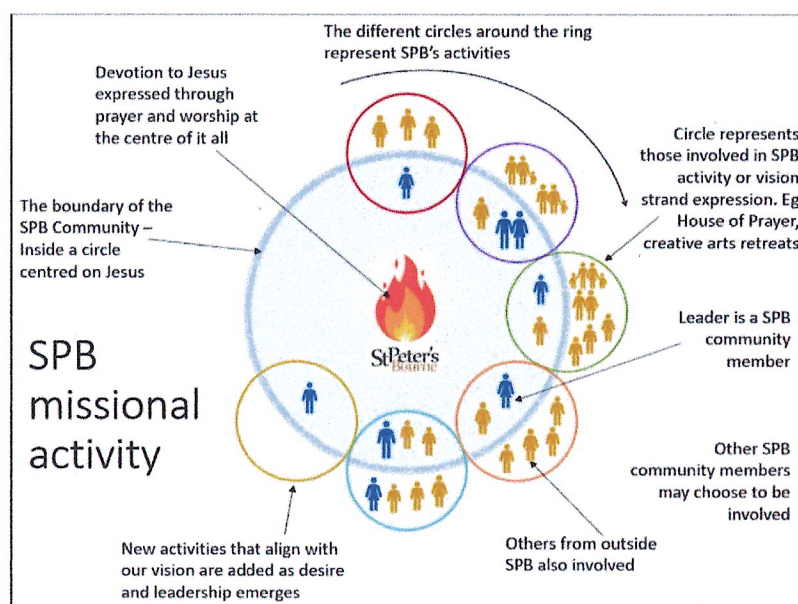 The different circles around the ring
represent SPB's activities
Devotion to Jesus
expressed through
prayer and worship at
the centre of it all
Circle represents
those involved in SPB
activity or vision
strand expression. Eg
House of Prayer,
creative arts retreats
The boundary of the
SPB Community –
Inside a circle
centred on Jesus
St Peter's
Bourne
Leader is a SPB
community
member
SPB
missional
activity
Other SPB
community members
may choose to be
involved
Others from outside
SPB also involved
New activities that align with
our vision are added as desire
and leadership emerges